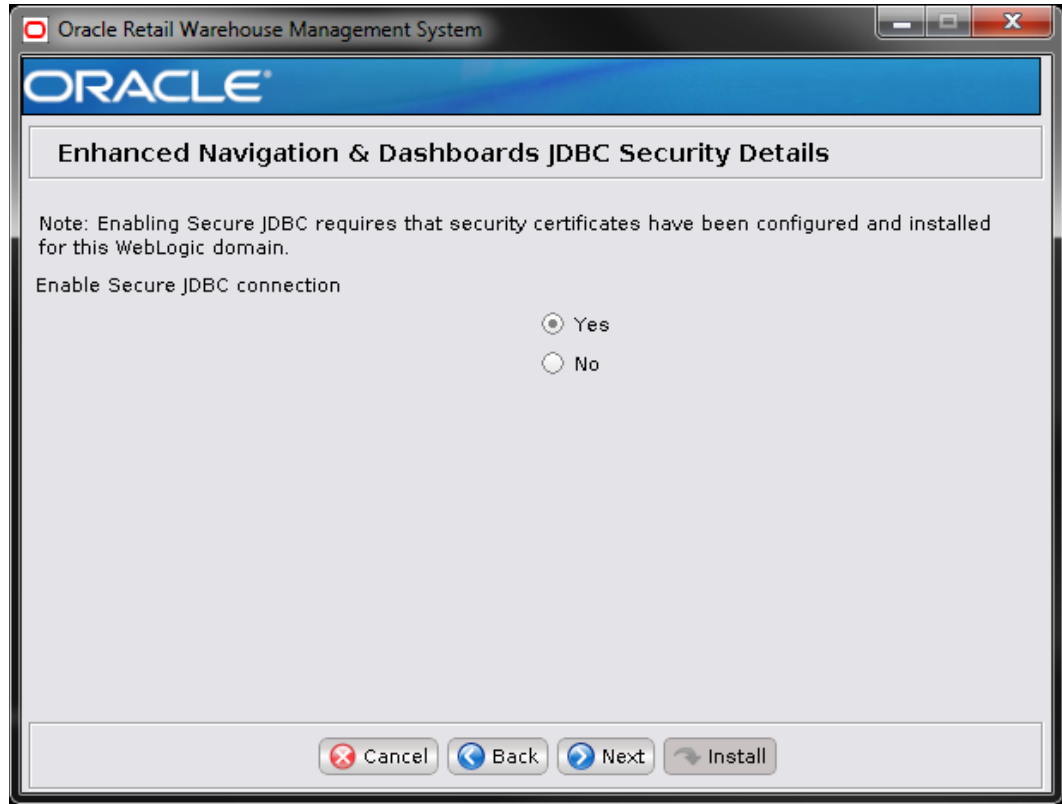 Oracle Retail Warehouse Management System
ORACLE
Enhanced Navigation & Dashboards JDBC Security Details
Note: Enabling Secure JDBC requires that security certificates have been configured and installed
for this WebLogic domain.
Enable Secure JDBC connection
Yes
No
Cancel Back Next Install